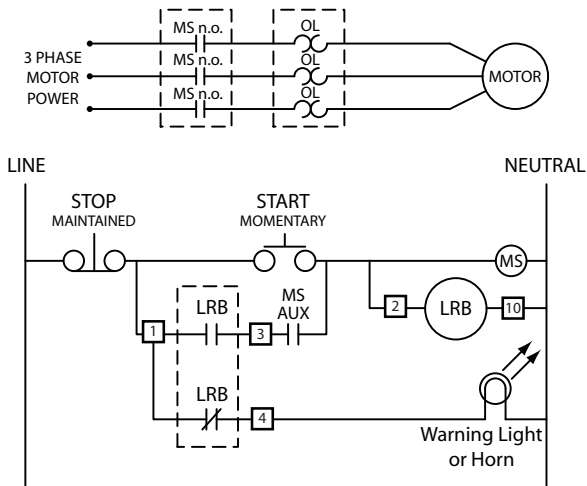 MS n.o.
OL
3 PHASE
MOTOR
POWER
MS n.o.
OL
MOTOR
MS n.o.
OL
LINE
NEUTRAL
STOP
MAINTAINED
START
MOMENTARY
MS
LRB
MS
AUX
1
3
2
LRB
10
LRB
4
Warning Light
or Horn